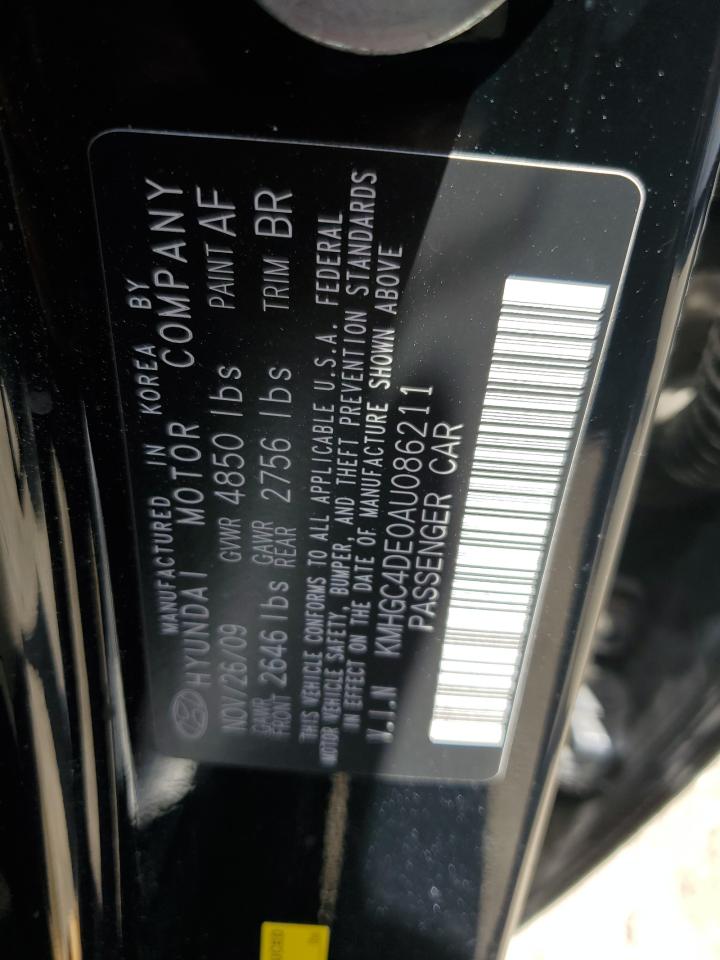 MANUFACTURED IN KOREA BY
HYUNDAI MOTOR COMPANY
NOV/26/09 GVWR 4850 lbs PAINT AF
GAWR FRONT 2646 lbs GAWR REAR 2756 lbs TRIM BR
THIS VEHICLE CONFORMS TO ALL APPLICABLE U.S.A. FEDERAL
MOTOR VEHICLE SAFETY, BUMPER, AND THEFT PREVENTION STANDARDS
IN EFFECT ON THE DATE OF MANUFACTURE SHOWN ABOVE
V.I.N KMHGC4DE0AU086211
PASSENGER CAR